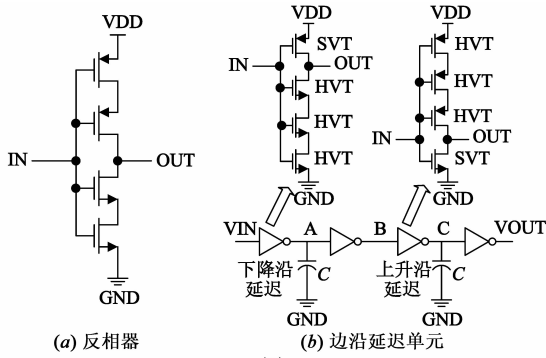 VDD
IN
OUT
GND
(a) 反相器
VDD
SVT
IN
OUT
HVT
HVT
HVT
GND
VDD
HVT
HVT
HVT
IN
OUT
SVT
GND
VIN
A
B
C
VOUT
下降沿
延迟
C
上升沿
延迟
C
GND
GND
(b) 边沿延迟单元